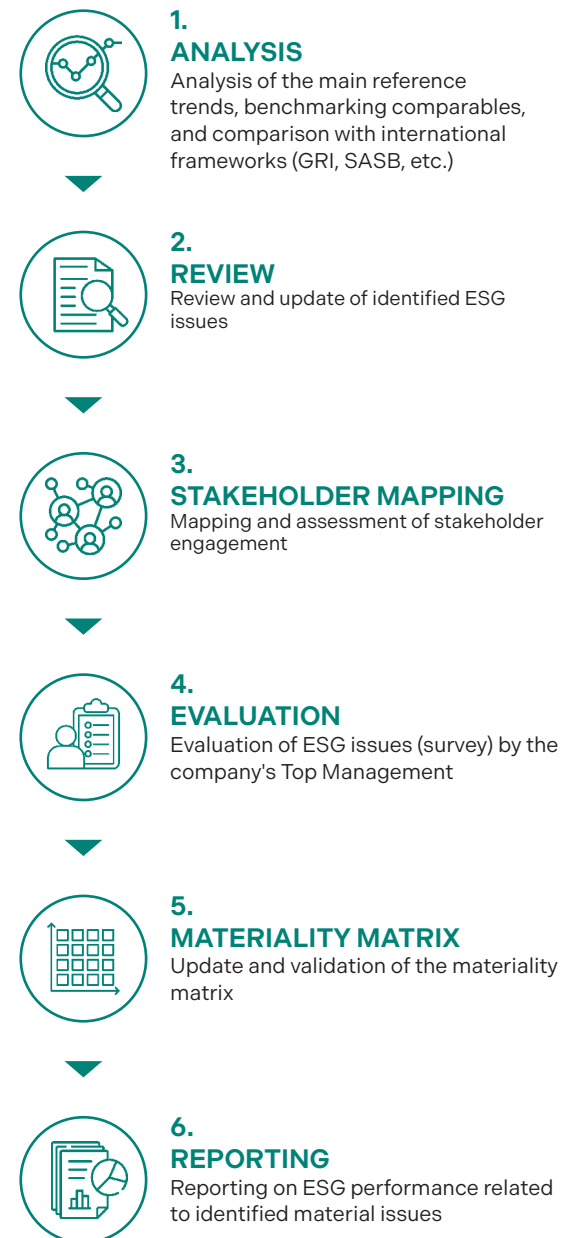 1.
ANALYSIS
Analysis of the main reference
trends, benchmarking comparables,
and comparison with international
frameworks (GRI, SASB, etc.)
2.
REVIEW
Review and update of identified ESG
issues
3.
STAKEHOLDER MAPPING
Mapping and assessment of stakeholder
engagement
4.
EVALUATION
Evaluation of ESG issues (survey) by the
company's Top Management
5.
MATERIALITY MATRIX
Update and validation of the materiality
matrix
6.
REPORTING
Reporting on ESG performance related
to identified material issues